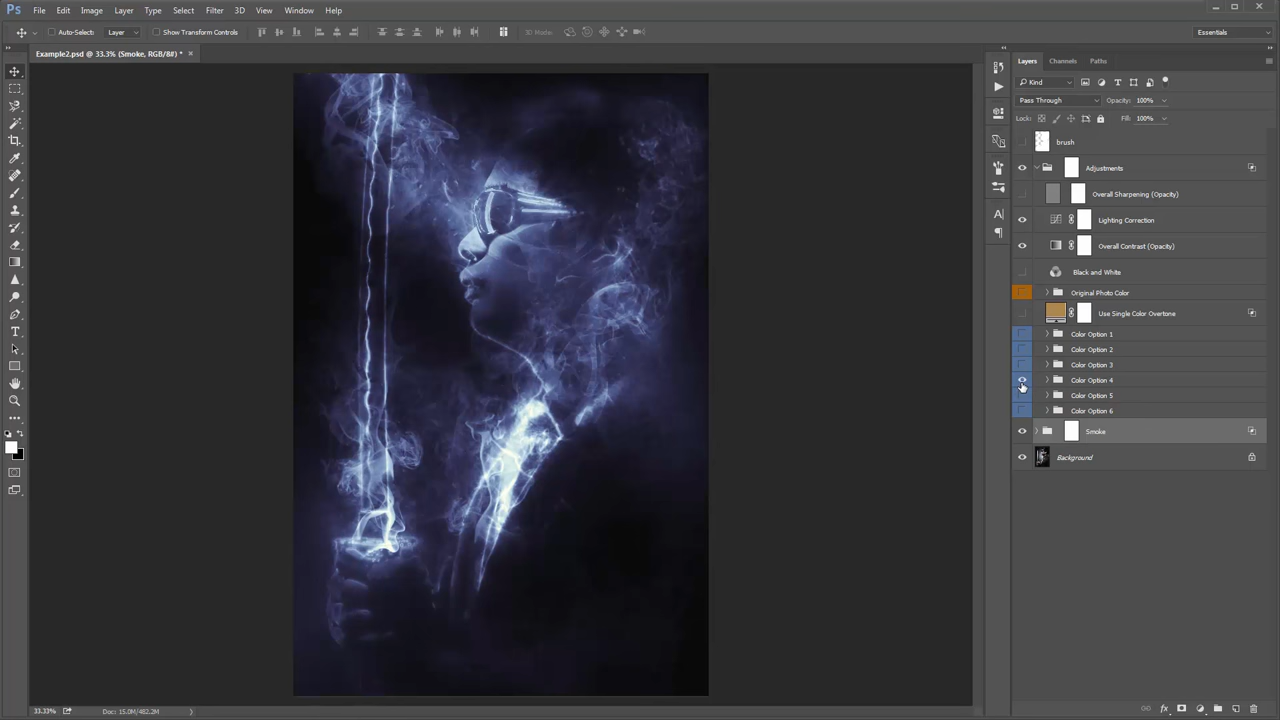 Ps File Edit Image Layer Type Select Filter 3D View Window Help
Auto-Select: Layer Show Transform Controls 3D Mode: Essentials
Example2.psd @ 33.3% (Smoke, RGB/8#) * ×
Layers Channels Paths
Kind
Pass Through Opacity: 100%
Lock: Fill: 100%
brush
Adjustments
Overall Sharpening (Opacity)
Lighting Correction
Overall Contrast (Opacity)
Black and White
Original Photo Color
Use Single Color Overtone
Color Option 1
Color Option 2
Color Option 3
Color Option 4
Color Option 5
Color Option 6
Smoke
Background
33.33% Doc: 15.0M/482.2M